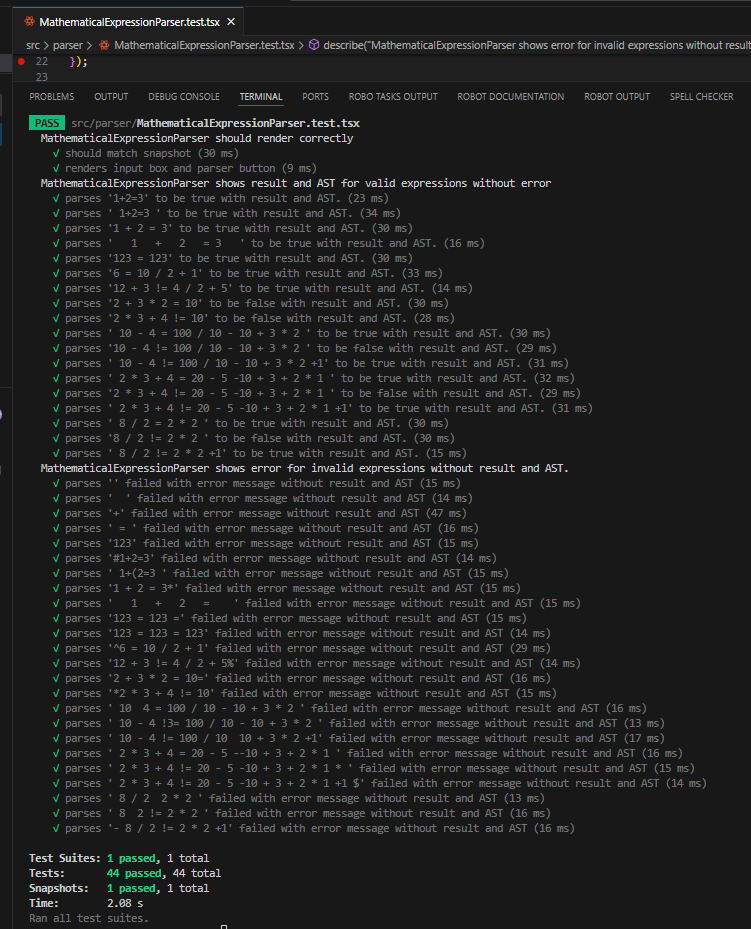 MathematicalExpressionParser.test.tsx ×
src > parser > MathematicalExpressionParser.test.tsx > describe("MathematicalExpressionParser shows error for invalid expressions without result
22 });
23
PROBLEMS OUTPUT DEBUG CONSOLE TERMINAL PORTS ROBO TASKS OUTPUT ROBOT DOCUMENTATION ROBOT OUTPUT SPELL CHECKER
PASS src/parser/MathematicalExpressionParser.test.tsx
MathematicalExpressionParser should render correctly
√ should match snapshot (30 ms)
√ renders input box and parser button (9 ms)
MathematicalExpressionParser shows result and AST for valid expressions without error
√ parses '1+2=3' to be true with result and AST. (23 ms)
√ parses ' 1+2=3 ' to be true with result and AST. (34 ms)
√ parses '1 + 2 = 3' to be true with result and AST. (30 ms)
√ parses '   1   +   2   = 3   ' to be true with result and AST. (16 ms)
√ parses '123 = 123' to be true with result and AST. (30 ms)
√ parses '6 = 10 / 2 + 1' to be true with result and AST. (33 ms)
√ parses '12 + 3 != 4 / 2 + 5' to be true with result and AST. (14 ms)
√ parses '2 + 3 * 2 = 10' to be false with result and AST. (30 ms)
√ parses '2 * 3 + 4 != 10' to be false with result and AST. (28 ms)
√ parses ' 10 - 4 = 100 / 10 - 10 + 3 * 2 ' to be true with result and AST. (30 ms)
√ parses '10 - 4 != 100 / 10 - 10 + 3 * 2 ' to be false with result and AST. (29 ms)
√ parses ' 10 - 4 != 100 / 10 - 10 + 3 * 2 +1' to be true with result and AST. (31 ms)
√ parses ' 2 * 3 + 4 = 20 - 5 -10 + 3 + 2 * 1 ' to be true with result and AST. (32 ms)
√ parses '2 * 3 + 4 != 20 - 5 -10 + 3 + 2 * 1 ' to be false with result and AST. (29 ms)
√ parses ' 2 * 3 + 4 != 20 - 5 -10 + 3 + 2 * 1 +1' to be true with result and AST. (31 ms)
√ parses ' 8 / 2 = 2 * 2 ' to be true with result and AST. (30 ms)
√ parses '8 / 2 != 2 * 2 ' to be false with result and AST. (30 ms)
√ parses ' 8 / 2 != 2 * 2 +1' to be true with result and AST. (15 ms)
MathematicalExpressionParser shows error for invalid expressions without result and AST.
√ parses '' failed with error message without result and AST (15 ms)
√ parses '  ' failed with error message without result and AST (14 ms)
√ parses '+' failed with error message without result and AST (47 ms)
√ parses ' = ' failed with error message without result and AST (16 ms)
√ parses '123' failed with error message without result and AST (15 ms)
√ parses '#1+2=3' failed with error message without result and AST (14 ms)
√ parses ' 1+(2=3 ' failed with error message without result and AST (15 ms)
√ parses '1 + 2 = 3*' failed with error message without result and AST (15 ms)
√ parses '   1   +   2   =    ' failed with error message without result and AST (15 ms)
√ parses '123 = 123 =' failed with error message without result and AST (15 ms)
√ parses '123 = 123 = 123' failed with error message without result and AST (14 ms)
√ parses '^6 = 10 / 2 + 1' failed with error message without result and AST (29 ms)
√ parses '12 + 3 != 4 / 2 + 5%' failed with error message without result and AST (14 ms)
√ parses '2 + 3 * 2 = 10=' failed with error message without result and AST (16 ms)
√ parses '*2 * 3 + 4 != 10' failed with error message without result and AST (15 ms)
√ parses ' 10  4 = 100 / 10 - 10 + 3 * 2 ' failed with error message without result and AST (16 ms)
√ parses ' 10 - 4 !3= 100 / 10 - 10 + 3 * 2 ' failed with error message without result and AST (13 ms)
√ parses ' 10 - 4 != 100 / 10  10 + 3 * 2 +1' failed with error message without result and AST (17 ms)
√ parses ' 2 * 3 + 4 = 20 - 5 --10 + 3 + 2 * 1 ' failed with error message without result and AST (16 ms)
√ parses ' 2 * 3 + 4 != 20 - 5 -10 + 3 + 2 * 1 * ' failed with error message without result and AST (15 ms)
√ parses ' 2 * 3 + 4 != 20 - 5 -10 + 3 + 2 * 1 +1 $' failed with error message without result and AST (14 ms)
√ parses ' 8 / 2  2 * 2 ' failed with error message without result and AST (13 ms)
√ parses ' 8  2 != 2 * 2 ' failed with error message without result and AST (16 ms)
√ parses '- 8 / 2 != 2 * 2 +1' failed with error message without result and AST (16 ms)
Test Suites: 1 passed, 1 total
Tests: 44 passed, 44 total
Snapshots: 1 passed, 1 total
Time: 2.08 s
Ran all test suites.